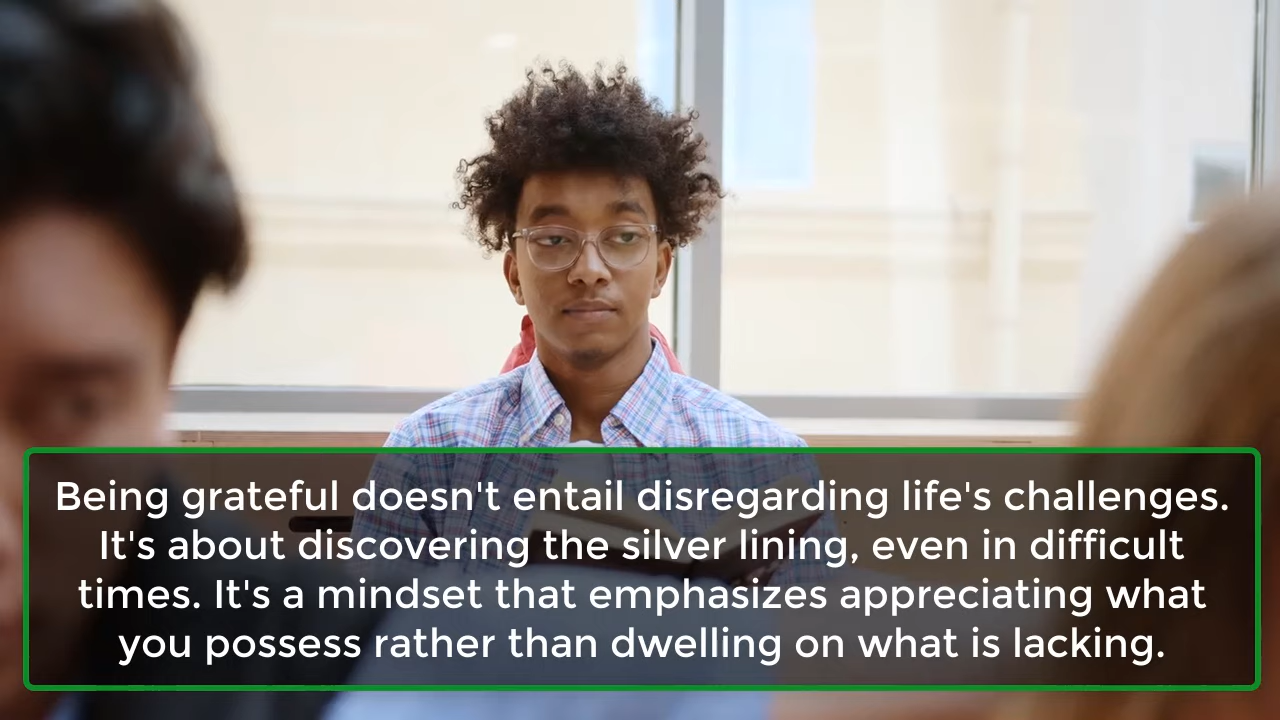 Being grateful doesn't entail disregarding life's challenges.
It's about discovering the silver lining, even in difficult
times. It's a mindset that emphasizes appreciating what
you possess rather than dwelling on what is lacking.